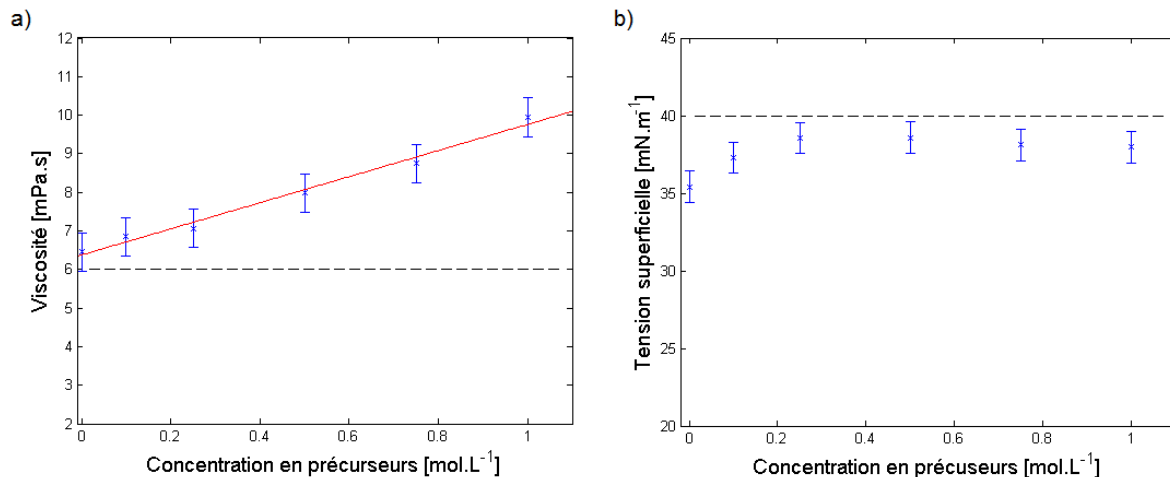 a)
Viscosité [mPa.s]
12
11
10
9
8
7
6
5
4
3
2
0 0.2 0.4 0.6 0.8 1
Concentration en précurseurs [mol.L⁻¹]
b)
Tension superficielle [mN.m⁻¹]
45
40
35
30
25
20
0 0.2 0.4 0.6 0.8 1
Concentration en précuseurs [mol.L⁻¹]